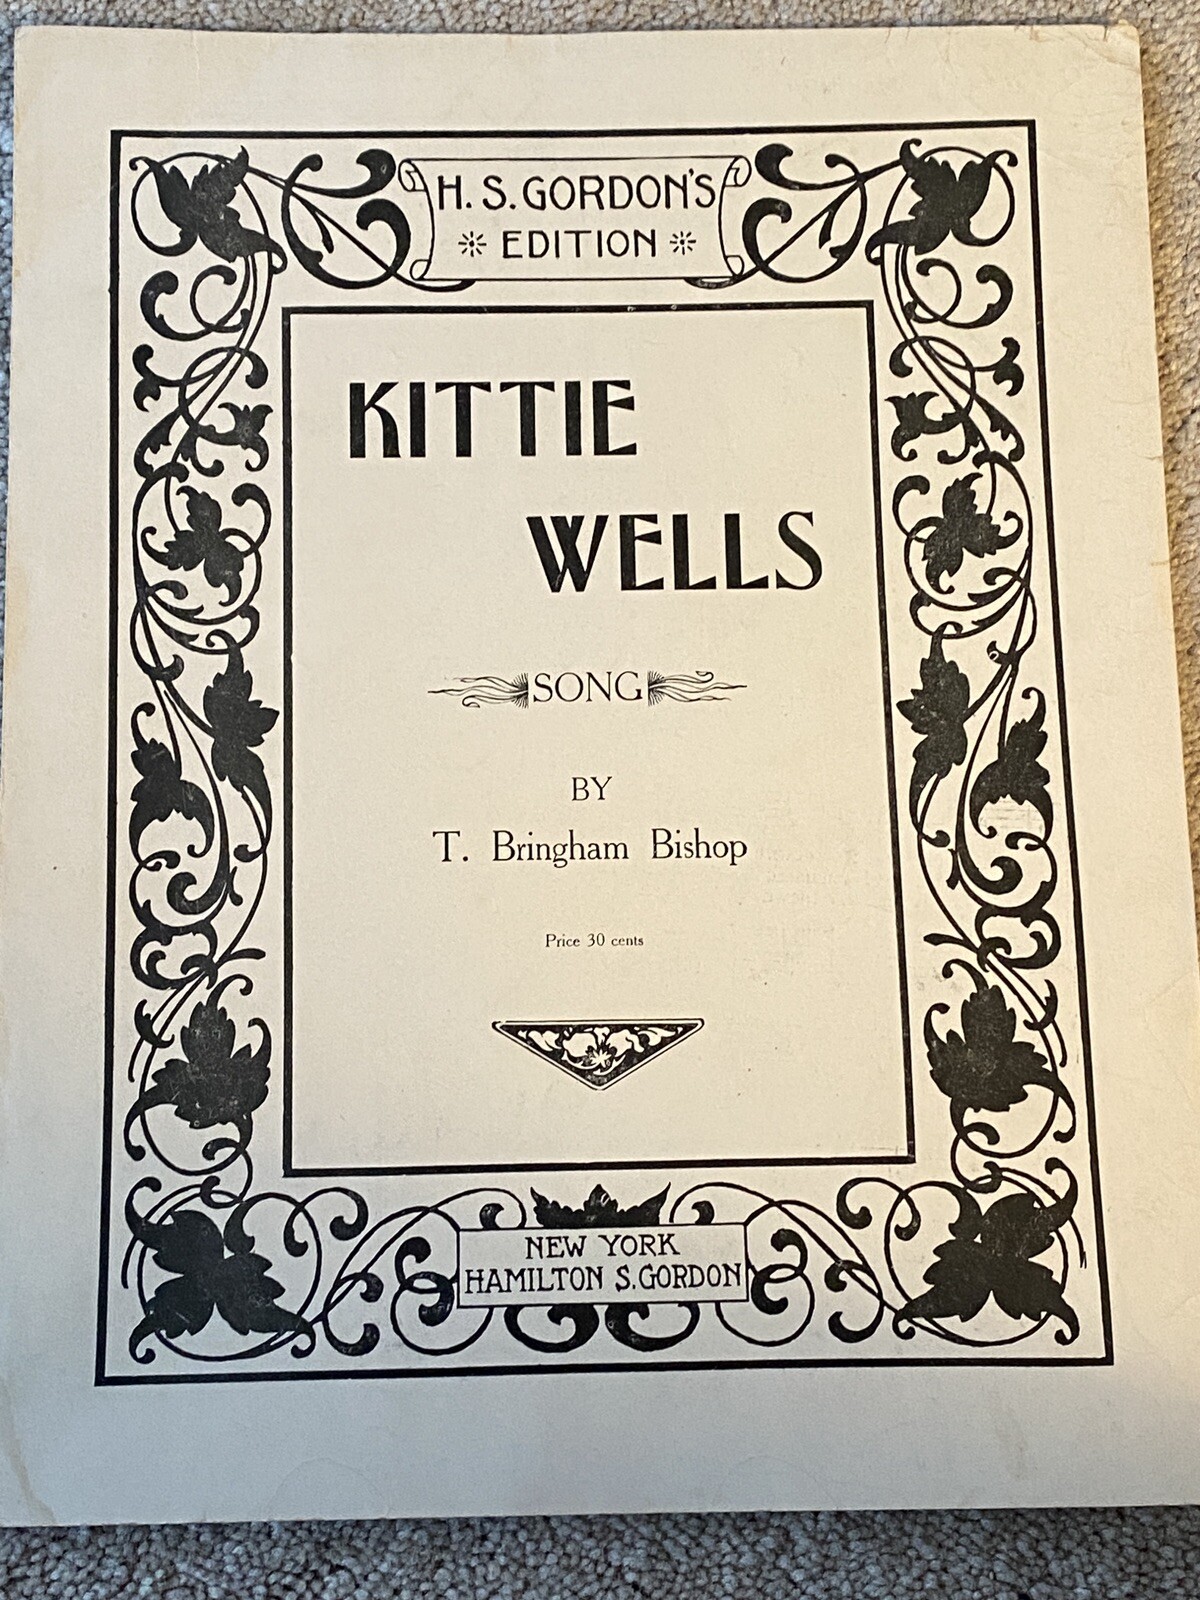 H. S. GORDON'S
EDITION
KITTIE
WELLS
SONG
BY
T. Bringham Bishop
Price 30 cents
NEW YORK
HAMILTON S. GORDON